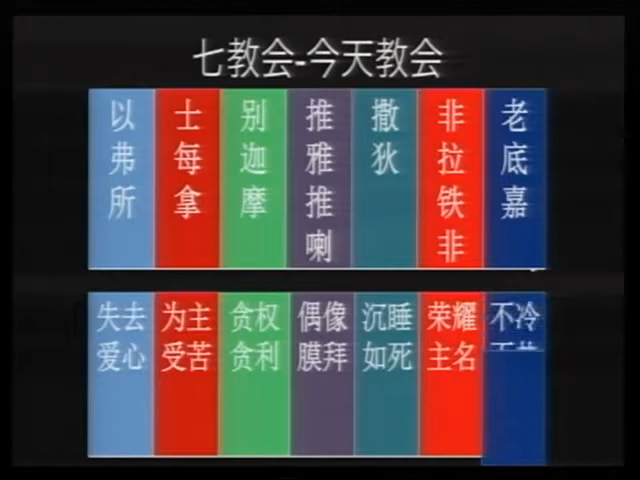 七教会-今天教会
以弗所
士每拿
别迦摩
推雅推喇
撒狄
非拉铁非
老底嘉
失去
爱心
为主
受苦
贪权
贪利
偶像
膜拜
沉睡
如死
荣耀
主名
不冷